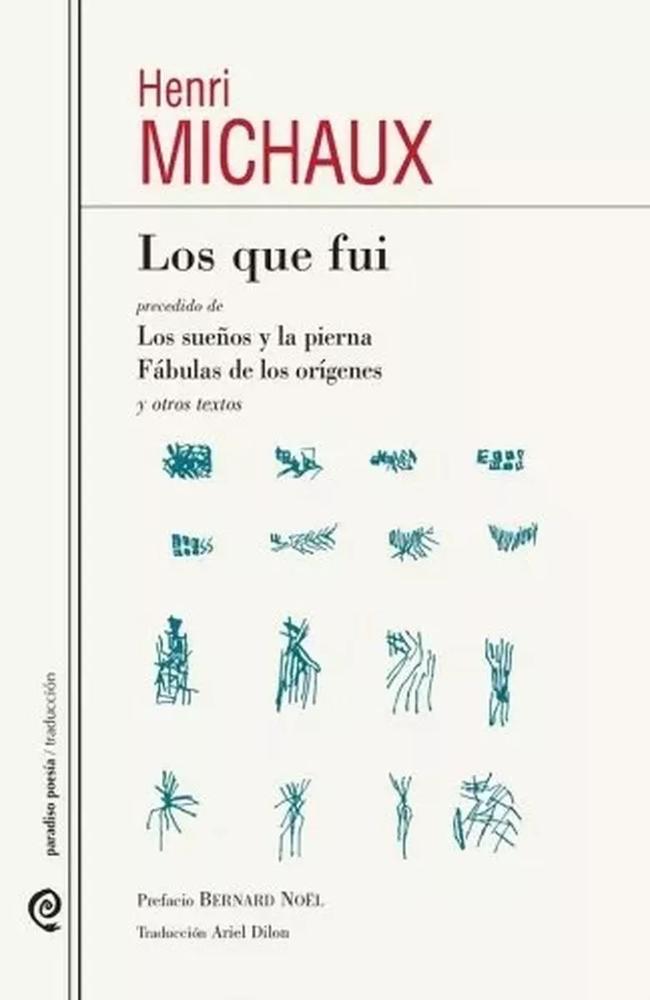 Henri
MICHAUX
Los que fui
precedido de
Los sueños y la pierna
Fábulas de los orígenes
y otros textos
Prefacio BERNARD NOËL
Traducción Ariel Dilon
paradiso poesía / traducción